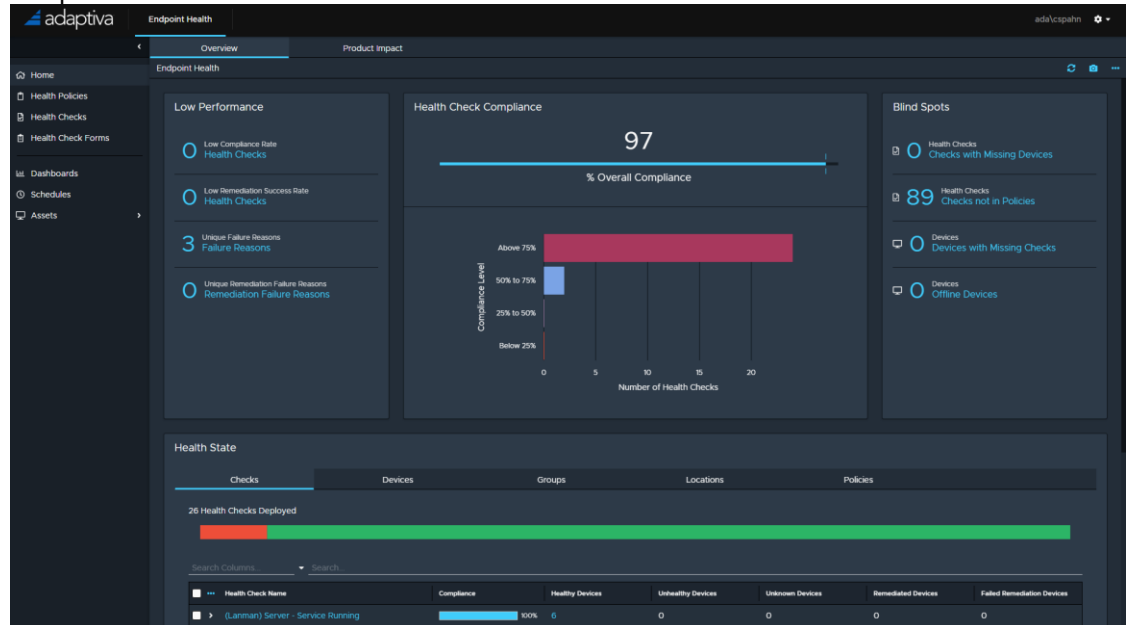 adaptiva
Endpoint Health
ada\cspahn
Overview
Product Impact
Endpoint Health
Home
Health Policies
Health Checks
Health Check Forms
Dashboards
Schedules
Assets
Low Performance
0 Low Compliance Rate
Health Checks
0 Low Remediation Success Rate
Health Checks
3 Unique Failure Reasons
Failure Reasons
0 Unique Remediation Failure Reasons
Remediation Failure Reasons
Health Check Compliance
97
% Overall Compliance
Compliance Level
Above 75%
50% to 75%
25% to 50%
Below 25%
0 5 10 15 20
Number of Health Checks
Blind Spots
0 Health Checks
Checks with Missing Devices
89 Health Checks
Checks not in Policies
0 Devices
Devices with Missing Checks
0 Devices
Offline Devices
Health State
Checks Devices Groups Locations Policies
26 Health Checks Deployed
Search Columns... Search...
Health Check Name Compliance Healthy Devices Unhealthy Devices Unknown Devices Remediated Devices Failed Remediation Devices
(Lanman) Server - Service Running 100% 6 0 0 0 0